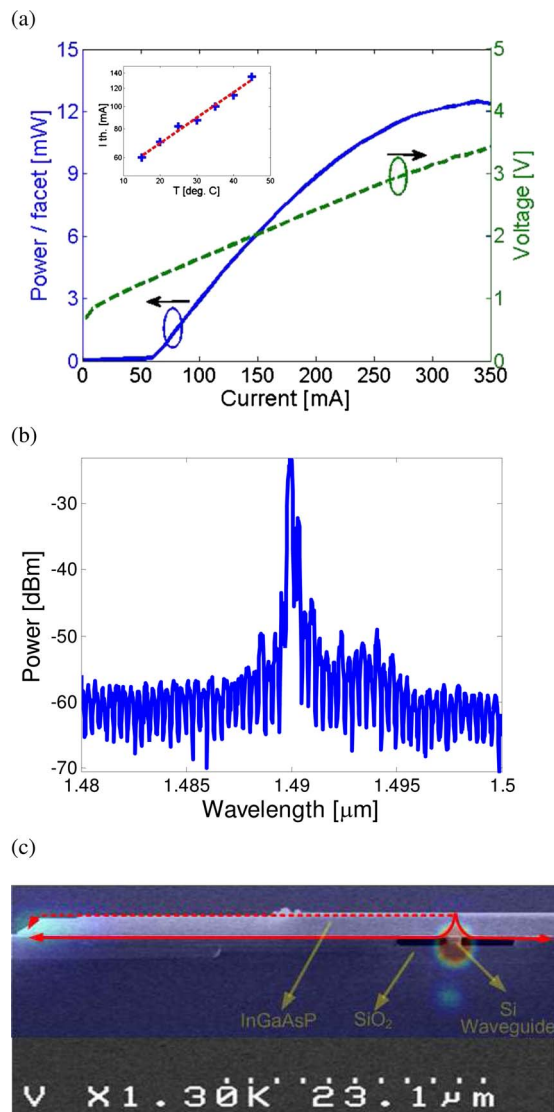 (a)
15
12
9
6
3
0
Power / facet [mW]
140
120
100
80
60
I th. [mA]
10 20 30 40 50
T [deg. C]
5
4
3
2
1
0
Voltage [V]
0 50 100 150 200 250 300 350
Current [mA]
(b)
-30
-40
-50
-60
-70
Power [dBm]
1.48 1.485 1.49 1.495 1.5
Wavelength [μm]
(c)
InGaAsP
SiO₂
Si
Waveguide
V X1.30K 23.1μm